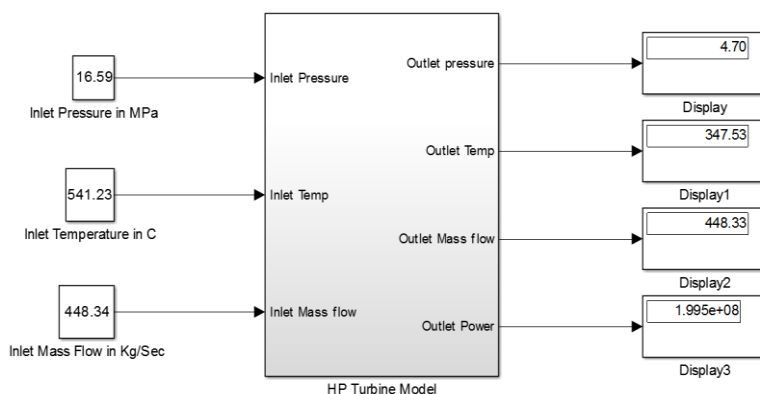 16.59
Inlet Pressure in MPa
541.23
Inlet Temperature in C
448.34
Inlet Mass Flow in Kg/Sec
Inlet Pressure
Inlet Temp
Inlet Mass flow
Outlet pressure
Outlet Temp
Outlet Mass flow
Outlet Power
HP Turbine Model
4.70
Display
347.53
Display1
448.33
Display2
1.995e+08
Display3